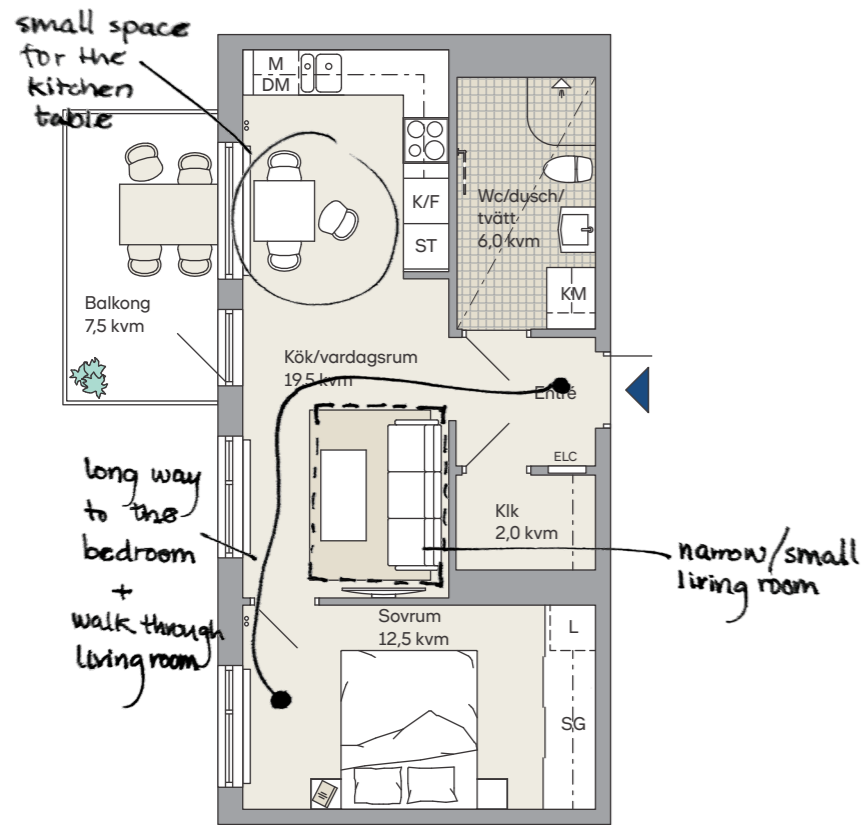 small space
for the
kitchen
table
M
DM
K/F
ST
Wc/dusch/
tvätt
6,0 kvm
KM
Balkong
7,5 kvm
Kök/vardagsrum
19,5 kvm
Entré
ELC
Klk
2,0 kvm
long way
to the
bedroom
+
walk through
living room
narrow/small
living room
Sovrum
12,5 kvm
L
SG